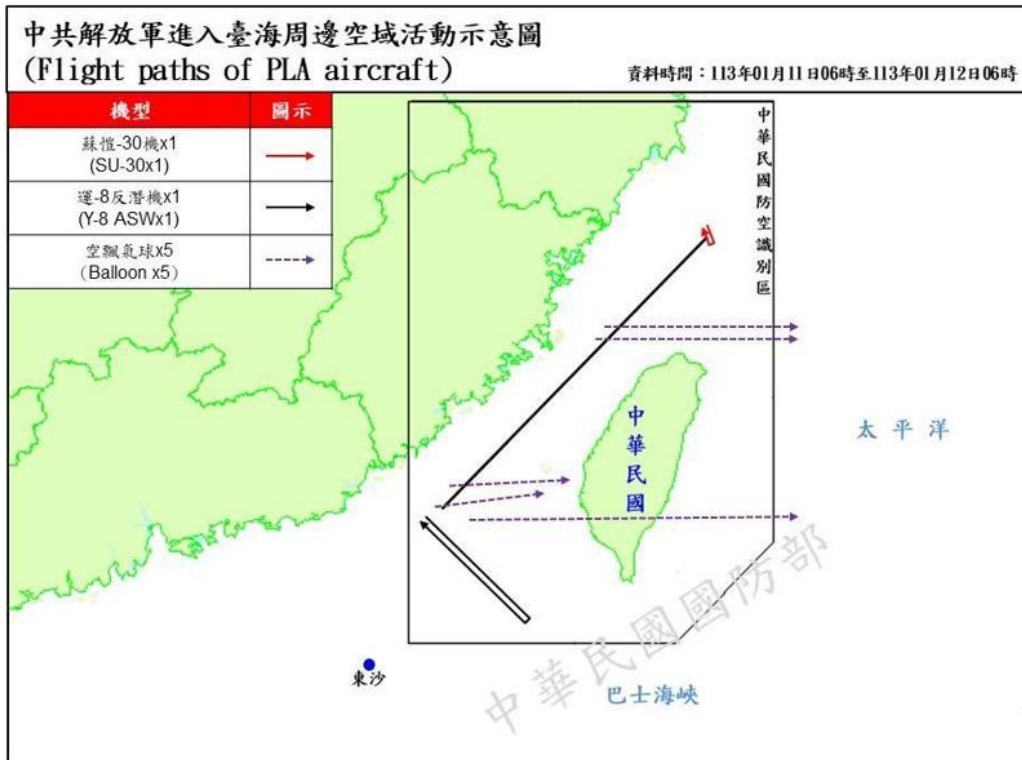 中共解放軍進入臺海周邊空域活動示意圖
(Flight paths of PLA aircraft)
資料時間：113年01月11日06時至113年01月12日06時
機型 圖示
蘇愷-30機x1
(SU-30x1)
運-8反潛機x1
(Y-8 ASWx1)
空飄氣球x5
(Balloon x5)
中華民國防空識別區
中華民國
太平洋
東沙
巴士海峽
中華民國國防部